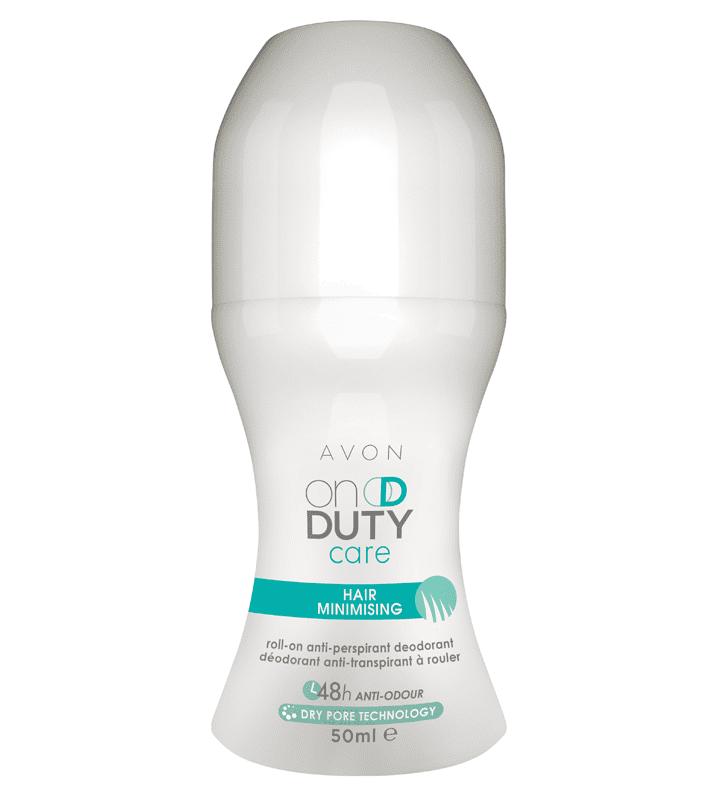 AVON
on D
DUTY
care
HAIR
MINIMISING
roll-on anti-perspirant deodorant
déodorant anti-transpirant à rouler
48h ANTI-ODOUR
DRY PORE TECHNOLOGY
50ml ℮